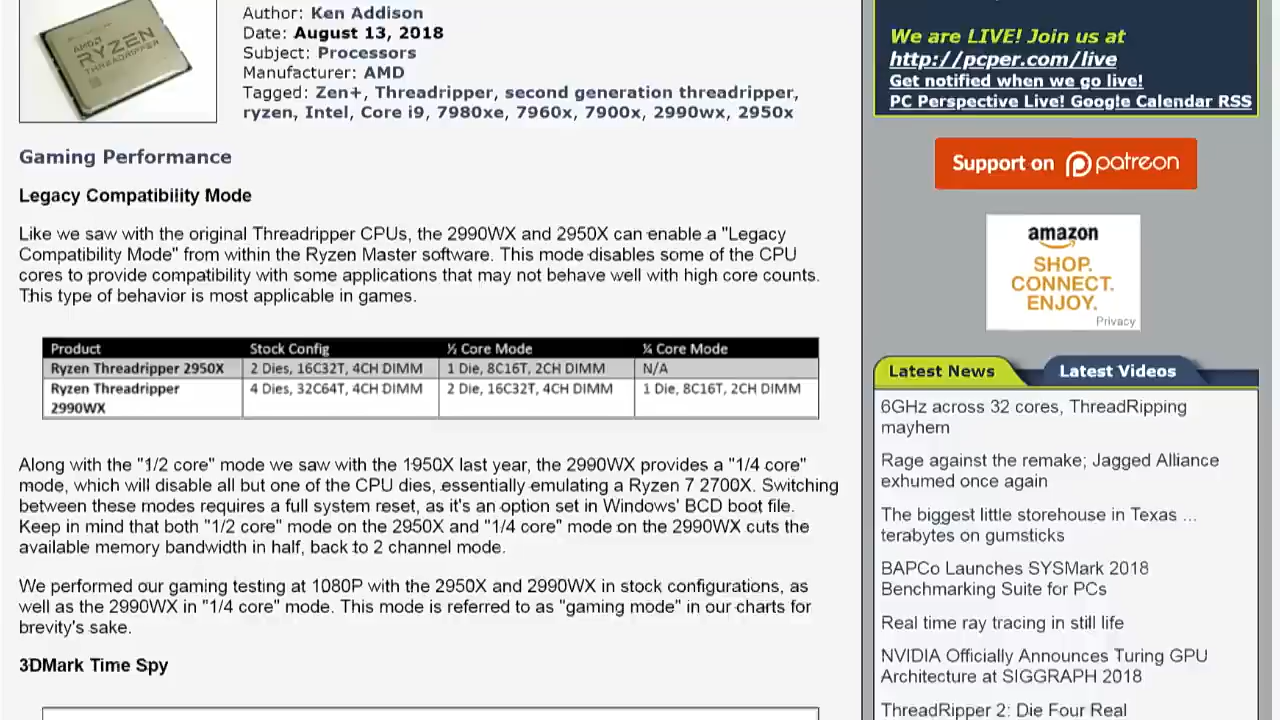 Author: Ken Addison
Date: August 13, 2018
Subject: Processors
Manufacturer: AMD
Tagged: Zen+, Threadripper, second generation threadripper,
ryzen, Intel, Core i9, 7980xe, 7960x, 7900x, 2990wx, 2950x
AMD
RYZEN
THREADRIPPER
Gaming Performance
Legacy Compatibility Mode
Like we saw with the original Threadripper CPUs, the 2990WX and 2950X can enable a "Legacy
Compatibility Mode" from within the Ryzen Master software. This mode disables some of the CPU
cores to provide compatibility with some applications that may not behave well with high core counts.
This type of behavior is most applicable in games.
Product Stock Config ½ Core Mode ¼ Core Mode
Ryzen Threadripper 2950X 2 Dies, 16C32T, 4CH DIMM 1 Die, 8C16T, 2CH DIMM N/A
Ryzen Threadripper 4 Dies, 32C64T, 4CH DIMM 2 Die, 16C32T, 4CH DIMM 1 Die, 8C16T, 2CH DIMM
2990WX
Along with the "1/2 core" mode we saw with the 1950X last year, the 2990WX provides a "1/4 core"
mode, which will disable all but one of the CPU dies, essentially emulating a Ryzen 7 2700X. Switching
between these modes requires a full system reset, as it's an option set in Windows' BCD boot file.
Keep in mind that both "1/2 core" mode on the 2950X and "1/4 core" mode on the 2990WX cuts the
available memory bandwidth in half, back to 2 channel mode.
We performed our gaming testing at 1080P with the 2950X and 2990WX in stock configurations, as
well as the 2990WX in "1/4 core" mode. This mode is referred to as "gaming mode" in our charts for
brevity's sake.
3DMark Time Spy
We are LIVE! Join us at
http://pcper.com/live
Get notified when we go live!
PC Perspective Live! Google Calendar RSS
Support on patreon
amazon
SHOP.
CONNECT.
ENJOY.
Privacy
Latest News Latest Videos
6GHz across 32 cores, ThreadRipping
mayhem
Rage against the remake; Jagged Alliance
exhumed once again
The biggest little storehouse in Texas ...
terabytes on gumsticks
BAPCo Launches SYSMark 2018
Benchmarking Suite for PCs
Real time ray tracing in still life
NVIDIA Officially Announces Turing GPU
Architecture at SIGGRAPH 2018
ThreadRipper 2: Die Four Real